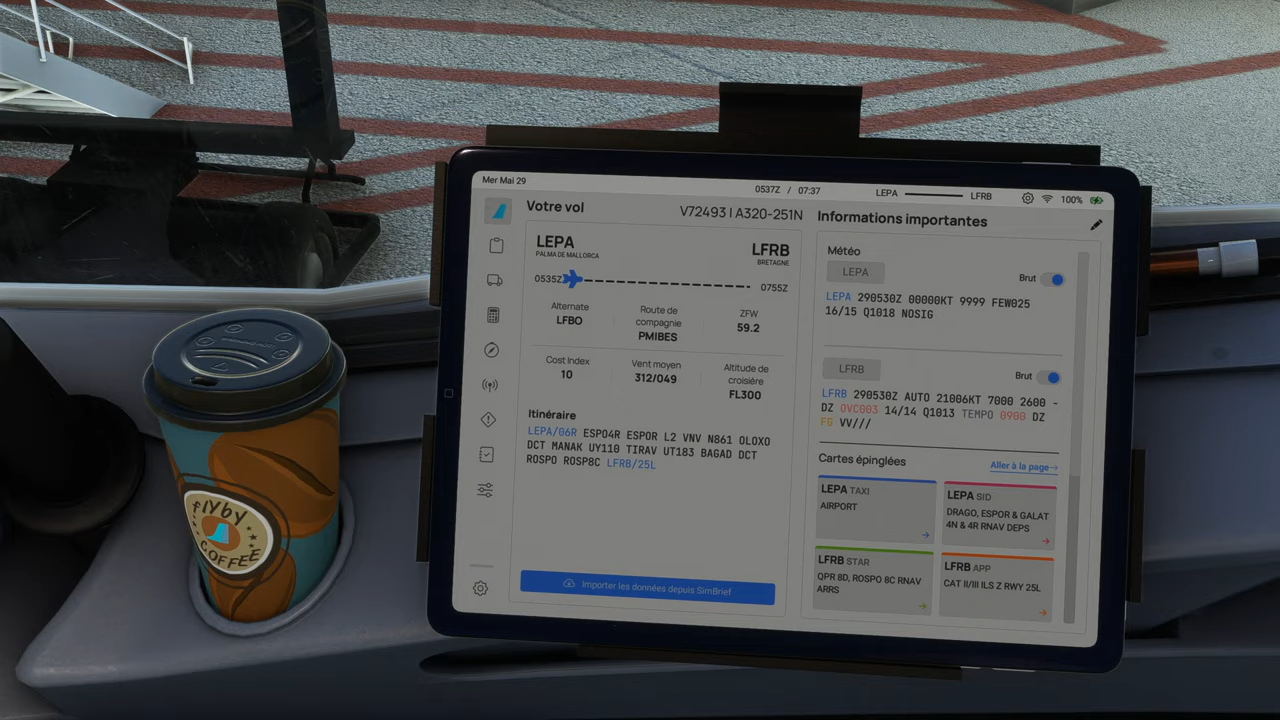 Mer Mai 29
0537Z / 07:37
LEPA LFRB
100%
Votre vol
V72493 | A320-251N
LEPA
PALMA DE MALLORCA
LFRB
BRETAGNE
0535Z
0755Z
Alternate
LFBO
Route de
compagnie
PMIBES
ZFW
59.2
Cost Index
10
Vent moyen
312/049
Altitude de
croisière
FL300
Itinéraire
LEPA/06R ESPO4R ESPOR L2 VNV N861 OLOXO
DCT MANAK UY110 TIRAV UT183 BAGAD DCT
ROSPO ROSP8C LFRB/25L
Importer les données depuis SimBrief
Informations importantes
Météo
LEPA
Brut
LEPA 290530Z 00000KT 9999 FEW025
16/15 Q1018 NOSIG
LFRB
Brut
LFRB 290530Z AUTO 21006KT 7000 2600 -
DZ OVC003 14/14 Q1013 TEMPO 0900 DZ
FG VV///
Cartes épinglées
Aller à la page→
LEPA TAXI
AIRPORT
LEPA SID
DRAGO, ESPOR & GALAT
4N & 4R RNAV DEPS
LFRB STAR
QPR 8D, ROSPO 8C RNAV
ARRS
LFRB APP
CAT II/III ILS Z RWY 25L
flyby
COFFEE